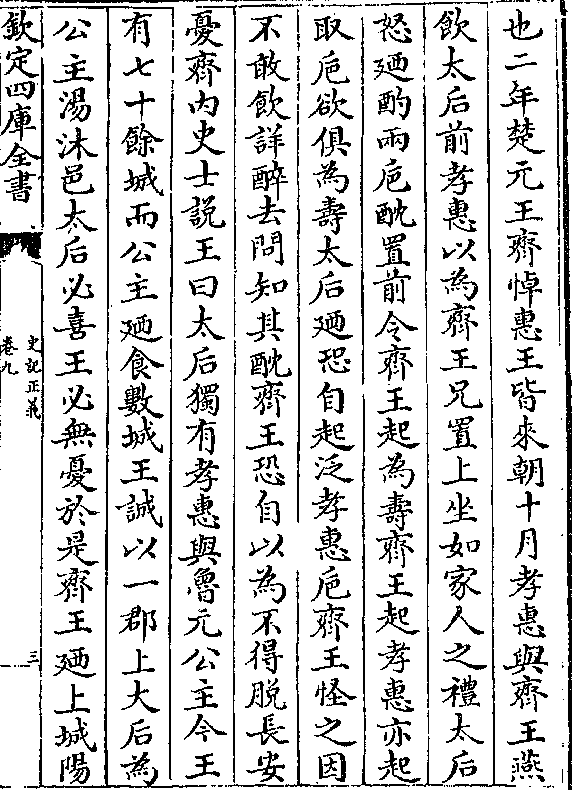 也二年楚元王齊悼惠王皆來朝十月孝惠與齊王燕
飲太后前孝惠以為齊王兄置上坐如家人之禮太后
怒廼酌兩巵酖置前令齊王起為壽齊王起孝惠亦起
取巵欲俱為壽太后廼恐自起泛孝惠巵齊王怪之因
不敢飲詳醉去問知其酖齊王恐自以為不得脫長安
憂齊內史士說王曰太后獨有孝惠與魯元公主今王
有七十餘城而公主廼食數城王誠以一郡上大后為
公主湯沐邑太后必喜王必無憂於是齊王廼上城陽
欽定四庫全書
史記正義
卷九
三